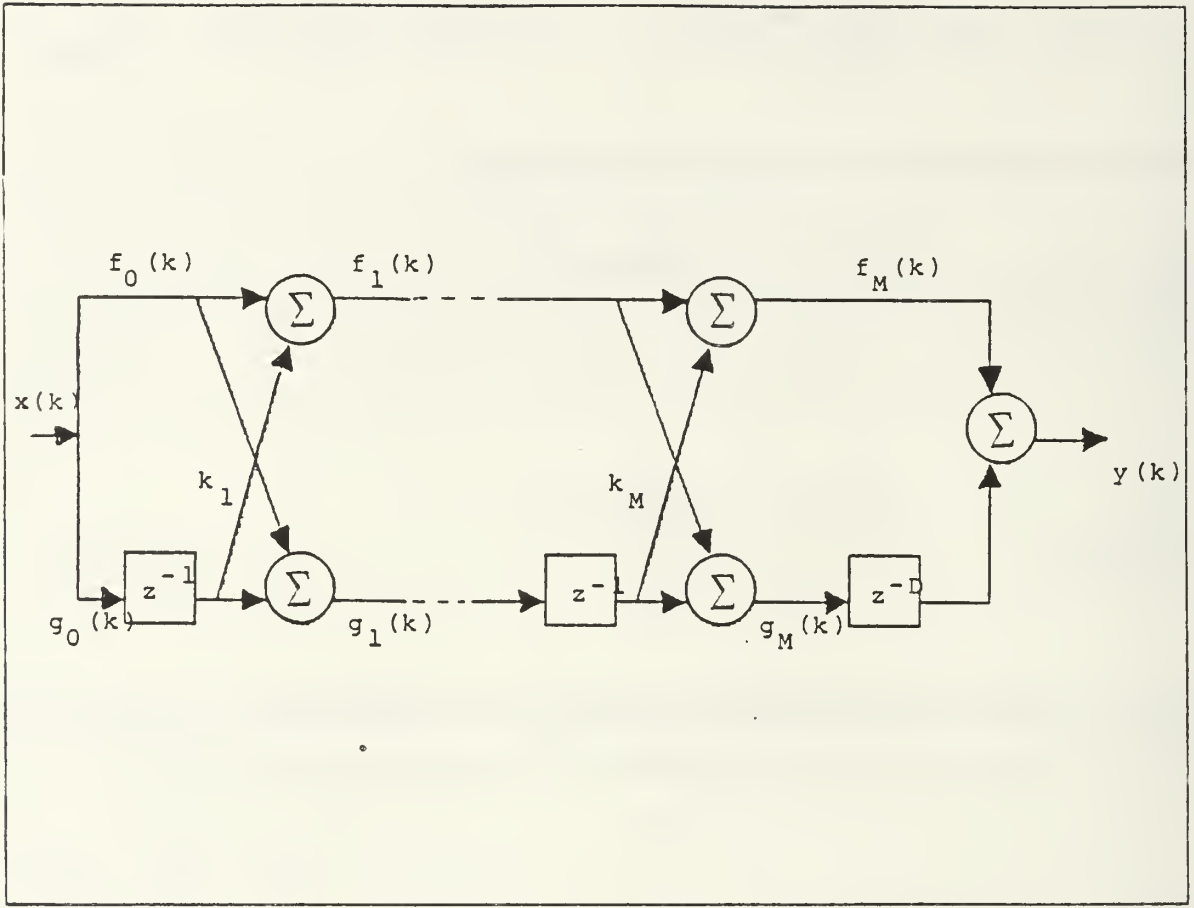 f_0(k) f_1(k) f_M(k)
Σ Σ
x(k)
Σ
k_1 k_M y(k)
z^-1 Σ z^-1 Σ z^-D
g_0(k) g_1(k) g_M(k)